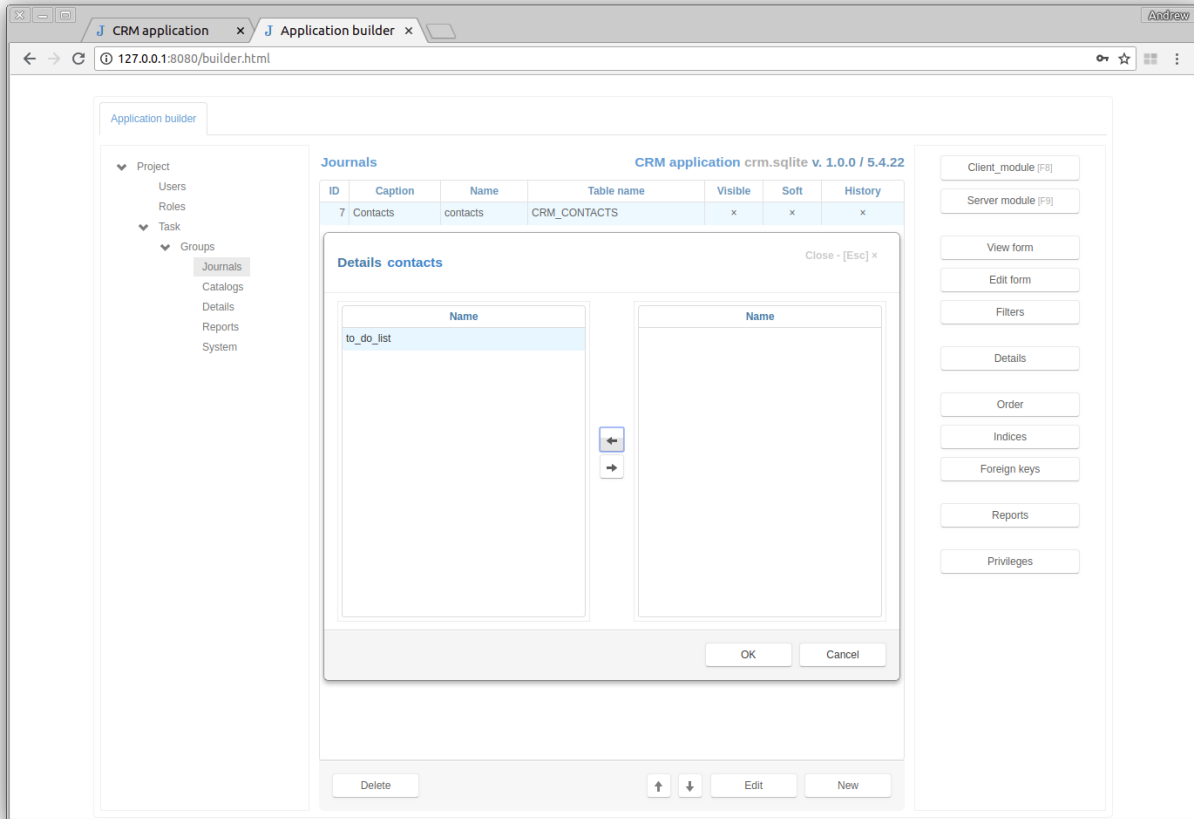 Andrew
CRM application
Application builder
127.0.0.1:8080/builder.html
Application builder
Project
Users
Roles
Task
Groups
Journals
Catalogs
Details
Reports
System
Journals
CRM application crm.sqlite v. 1.0.0 / 5.4.22
ID Caption Name Table name Visible Soft History
7 Contacts contacts CRM_CONTACTS × × ×
Details contacts
Close - [Esc] ×
Name
to_do_list
Name
OK
Cancel
Delete
Edit
New
Client_module [F8]
Server module [F9]
View form
Edit form
Filters
Details
Order
Indices
Foreign keys
Reports
Privileges